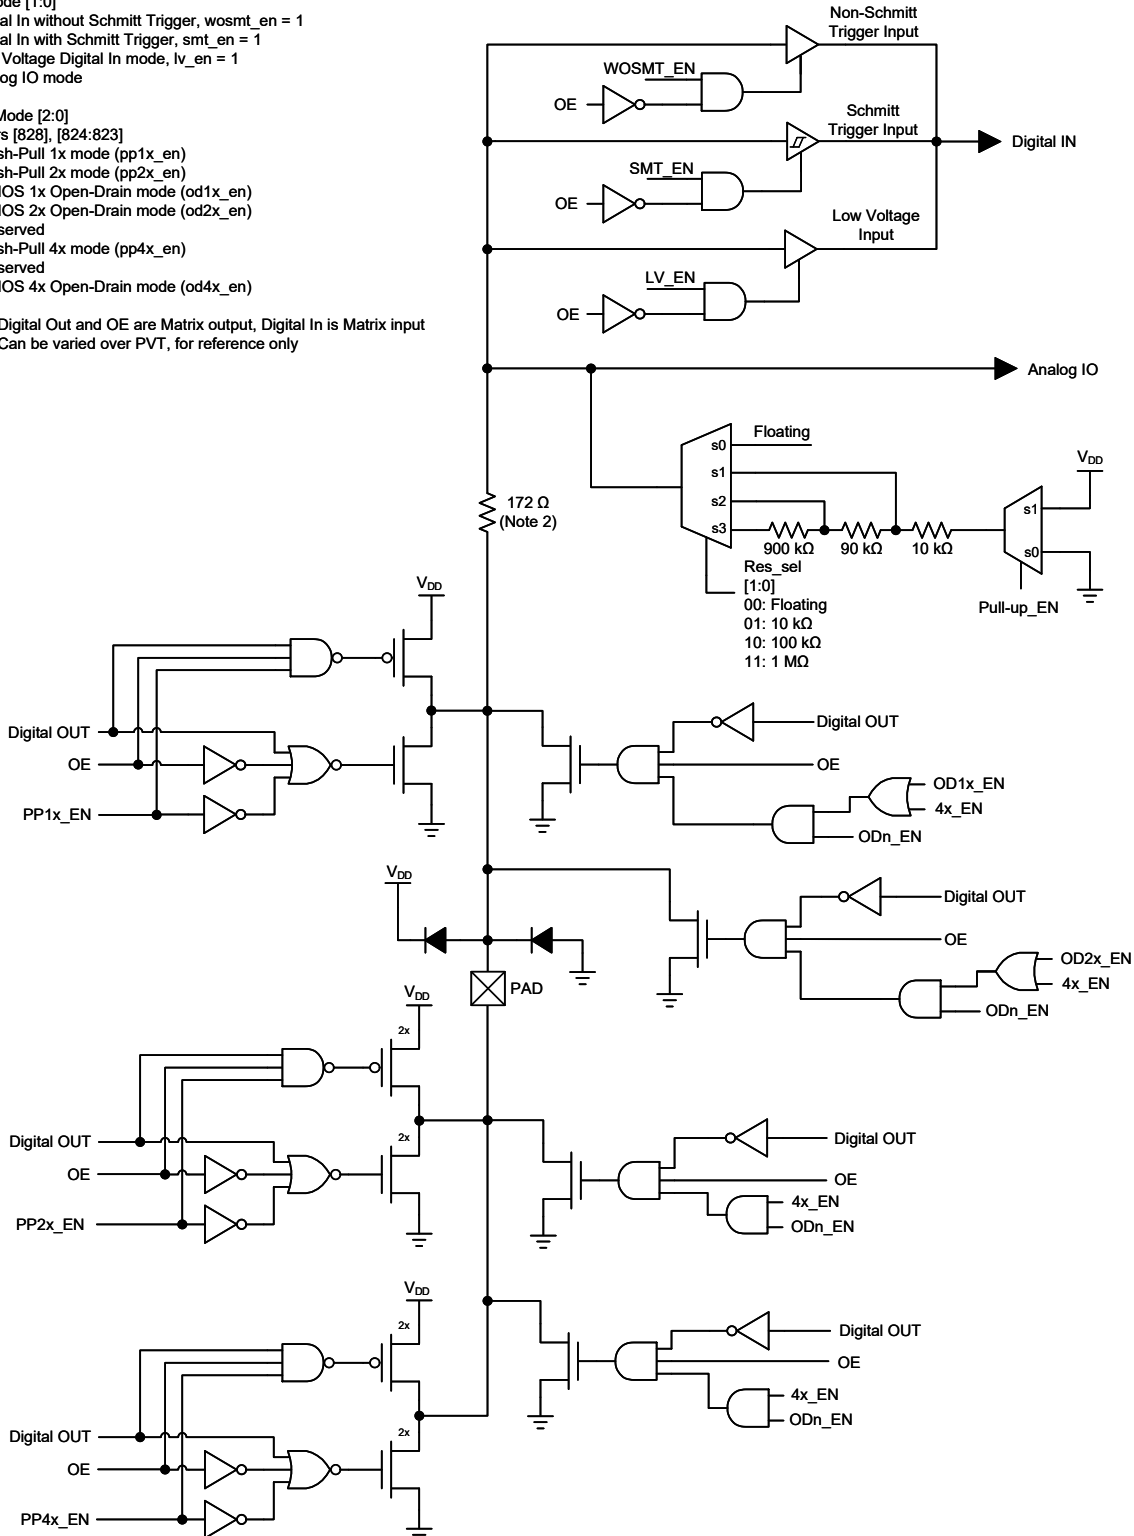 al In without Schmitt Trigger, wosmt_en = 1
al In with Schmitt Trigger, smt_en = 1
Voltage Digital In mode, lv_en = 1
og IO mode
Mode [2:0]
rs [828], [824:823]
sh-Pull 1x mode (pp1x_en)
sh-Pull 2x mode (pp2x_en)
IOS 1x Open-Drain mode (od1x_en)
IOS 2x Open-Drain mode (od2x_en)
served
sh-Pull 4x mode (pp4x_en)
served
IOS 4x Open-Drain mode (od4x_en)
Digital Out and OE are Matrix output, Digital In is Matrix input
Can be varied over PVT, for reference only
Non-Schmitt
Trigger Input
WOSMT_EN
OE
Schmitt
Trigger Input
Digital IN
SMT_EN
OE
Low Voltage
Input
LV_EN
OE
Analog IO
Floating
s0
s1
s2
s3
VDD
s1
s0
900 kΩ
90 kΩ
10 kΩ
Pull-up_EN
Res_sel
[1:0]
00: Floating
01: 10 kΩ
10: 100 kΩ
11: 1 MΩ
172 Ω
(Note 2)
VDD
Digital OUT
OE
PP1x_EN
Digital OUT
OE
OD1x_EN
4x_EN
ODn_EN
VDD
Digital OUT
OE
OD2x_EN
4x_EN
ODn_EN
PAD
VDD
2x
2x
Digital OUT
OE
PP2x_EN
Digital OUT
OE
4x_EN
ODn_EN
VDD
2x
2x
Digital OUT
OE
PP4x_EN
Digital OUT
OE
4x_EN
ODn_EN